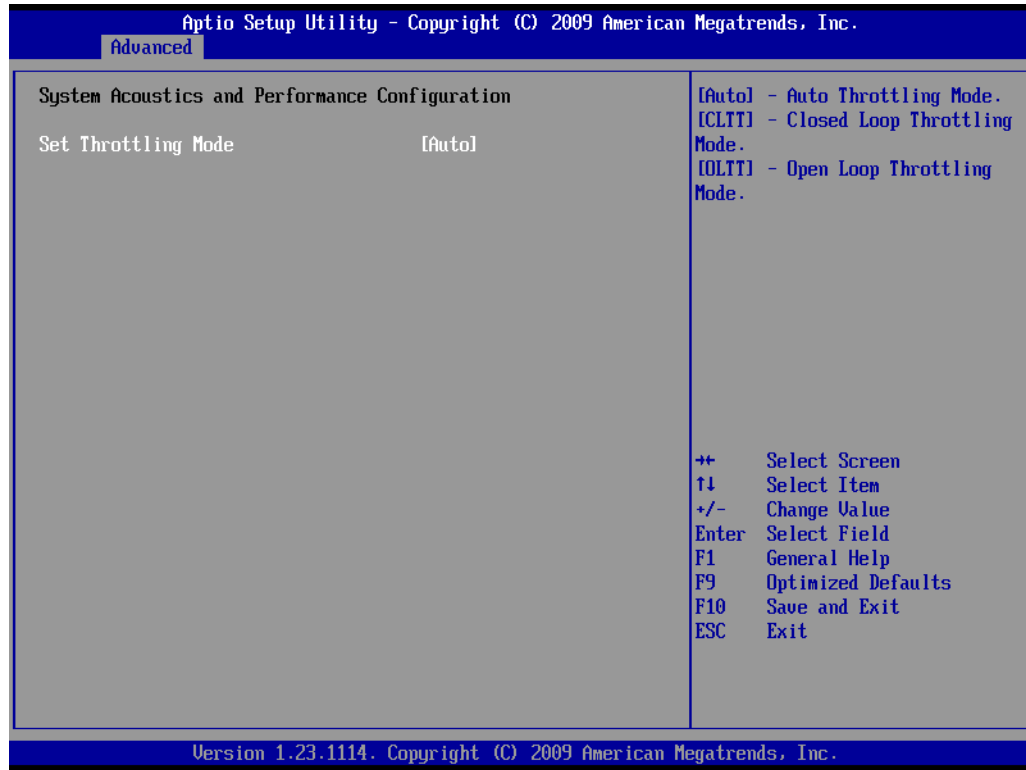 Aptio Setup Utility - Copyright (C) 2009 American Megatrends, Inc.
Advanced
System Acoustics and Performance Configuration
Set Throttling Mode [Auto]
[Auto] - Auto Throttling Mode.
[CLTT] - Closed Loop Throttling
Mode.
[OLTT] - Open Loop Throttling
Mode.
→← Select Screen
↑↓ Select Item
+/- Change Value
Enter Select Field
F1 General Help
F9 Optimized Defaults
F10 Save and Exit
ESC Exit
Version 1.23.1114. Copyright (C) 2009 American Megatrends, Inc.